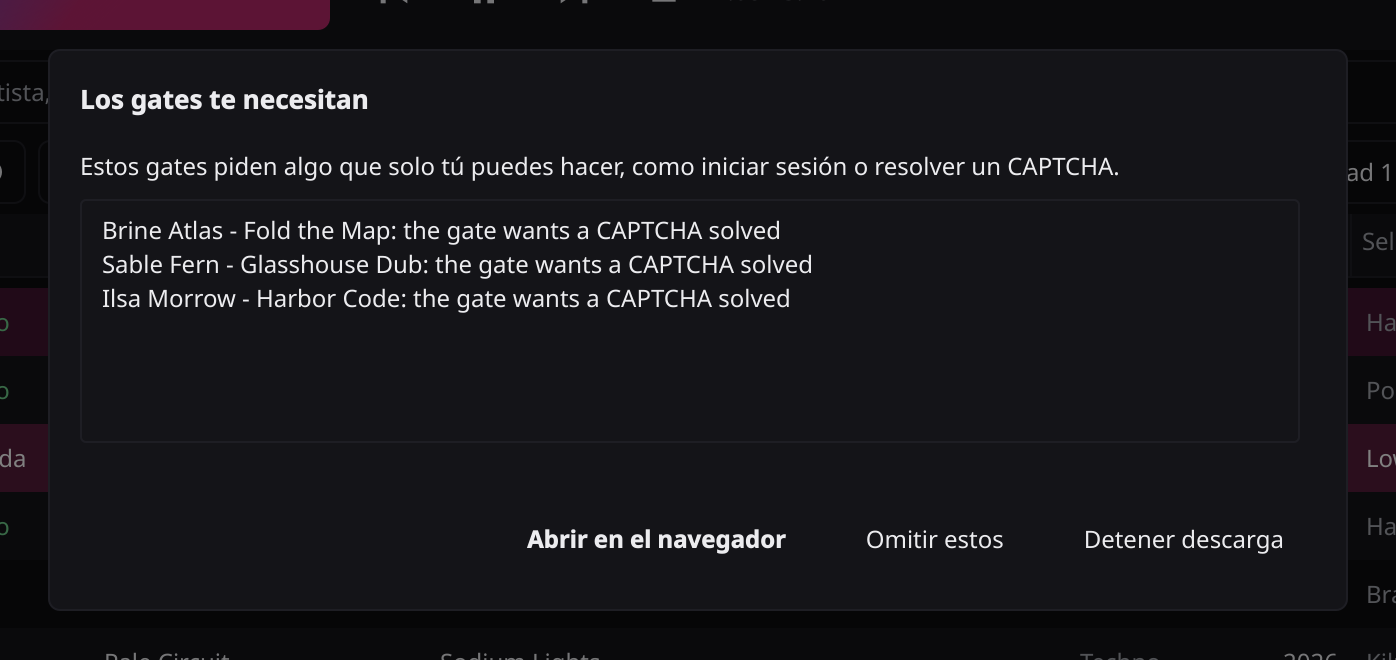 Los gates te necesitan
Estos gates piden algo que solo tú puedes hacer, como iniciar sesión o resolver un CAPTCHA.
Brine Atlas - Fold the Map: the gate wants a CAPTCHA solved
Sable Fern - Glasshouse Dub: the gate wants a CAPTCHA solved
Ilsa Morrow - Harbor Code: the gate wants a CAPTCHA solved
Abrir en el navegador
Omitir estos
Detener descarga